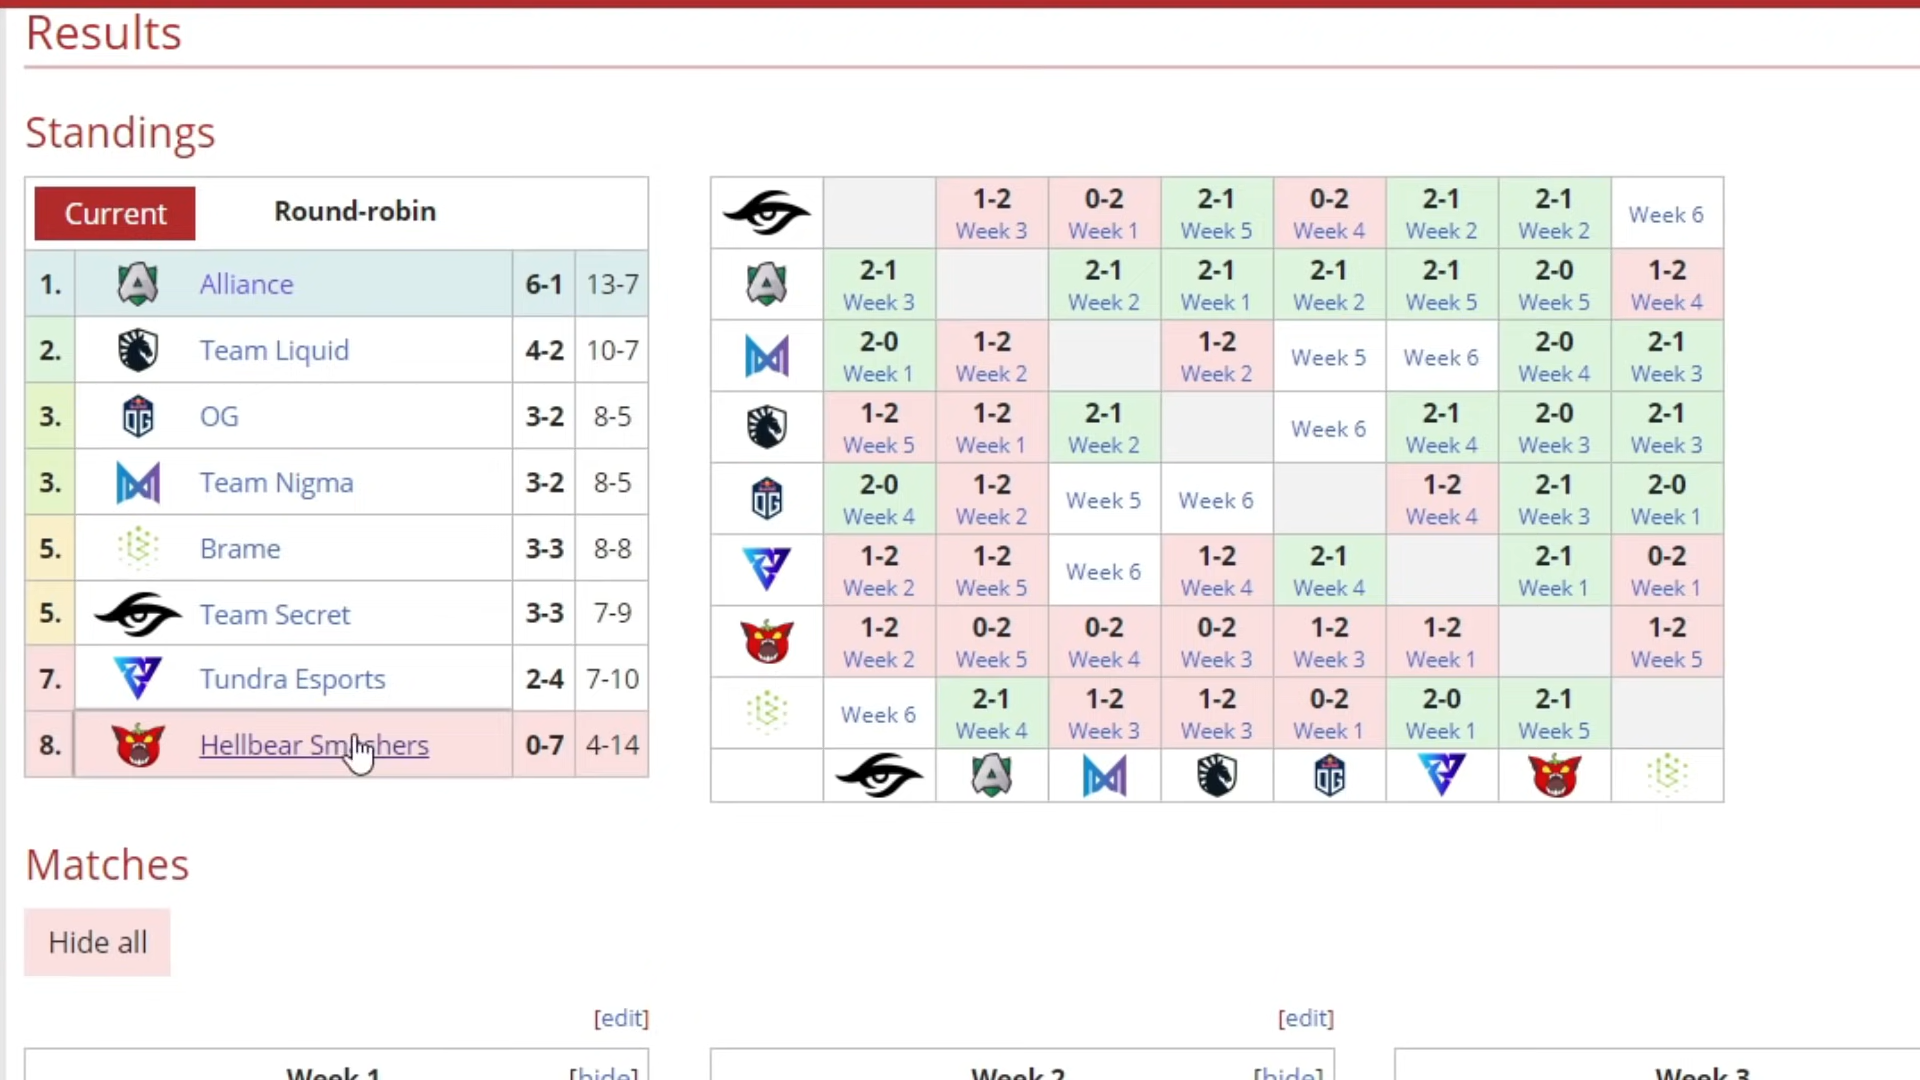 Results
Standings
Current Round-robin
1. Alliance 6-1 13-7
2. Team Liquid 4-2 10-7
3. OG 3-2 8-5
3. Team Nigma 3-2 8-5
5. Brame 3-3 8-8
5. Team Secret 3-3 7-9
7. Tundra Esports 2-4 7-10
8. Hellbear Smashers 0-7 4-14
1-2 0-2 2-1 0-2 2-1 2-1
Week 3 Week 1 Week 5 Week 4 Week 2 Week 2 Week 6
2-1 2-1 2-1 2-1 2-1 2-0 1-2
Week 3 Week 2 Week 1 Week 2 Week 5 Week 5 Week 4
2-0 1-2 1-2 2-0 2-1
Week 1 Week 2 Week 2 Week 5 Week 6 Week 4 Week 3
1-2 1-2 2-1 2-1 2-0 2-1
Week 5 Week 1 Week 2 Week 6 Week 4 Week 3 Week 3
2-0 1-2 1-2 2-1 2-0
Week 4 Week 2 Week 5 Week 6 Week 4 Week 3 Week 1
1-2 1-2 1-2 2-1 2-1 0-2
Week 2 Week 5 Week 6 Week 4 Week 4 Week 1 Week 1
1-2 0-2 0-2 0-2 1-2 1-2 1-2
Week 2 Week 5 Week 4 Week 3 Week 3 Week 1 Week 5
2-1 1-2 1-2 0-2 2-0 2-1
Week 6 Week 4 Week 3 Week 3 Week 1 Week 1 Week 5
Matches
Hide all
[edit] [edit]
Week 1 [hide] Week 2 [hide] Week 3